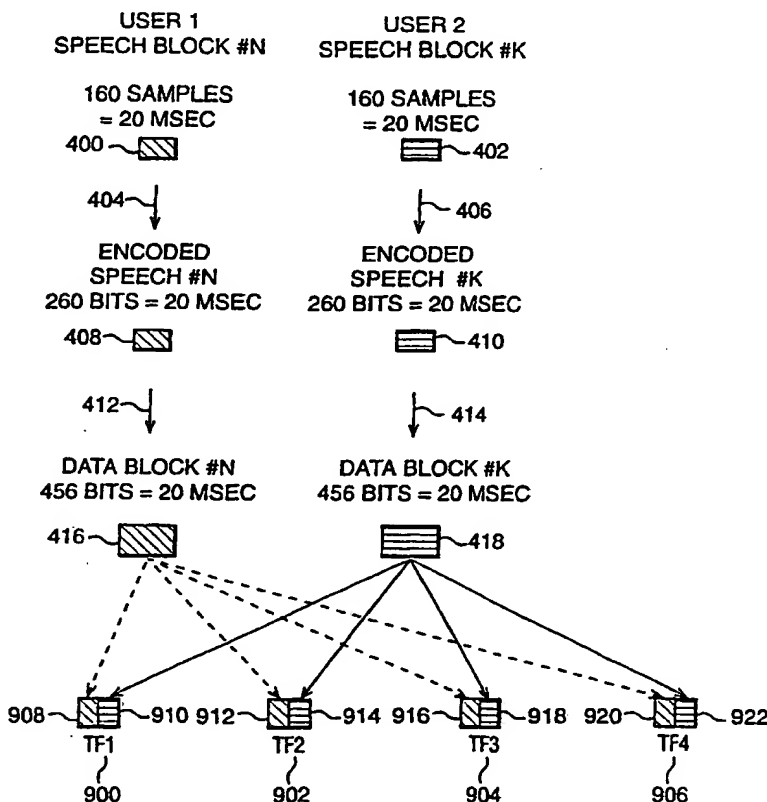 USER 1
SPEECH BLOCK #N
USER 2
SPEECH BLOCK #K
160 SAMPLES
= 20 MSEC
160 SAMPLES
= 20 MSEC
400
402
404
406
ENCODED
SPEECH #N
260 BITS = 20 MSEC
ENCODED
SPEECH #K
260 BITS = 20 MSEC
408
410
412
414
DATA BLOCK #N
456 BITS = 20 MSEC
DATA BLOCK #K
456 BITS = 20 MSEC
416
418
908 910 912 914 916 918 920 922
TF1 TF2 TF3 TF4
900 902 904 906